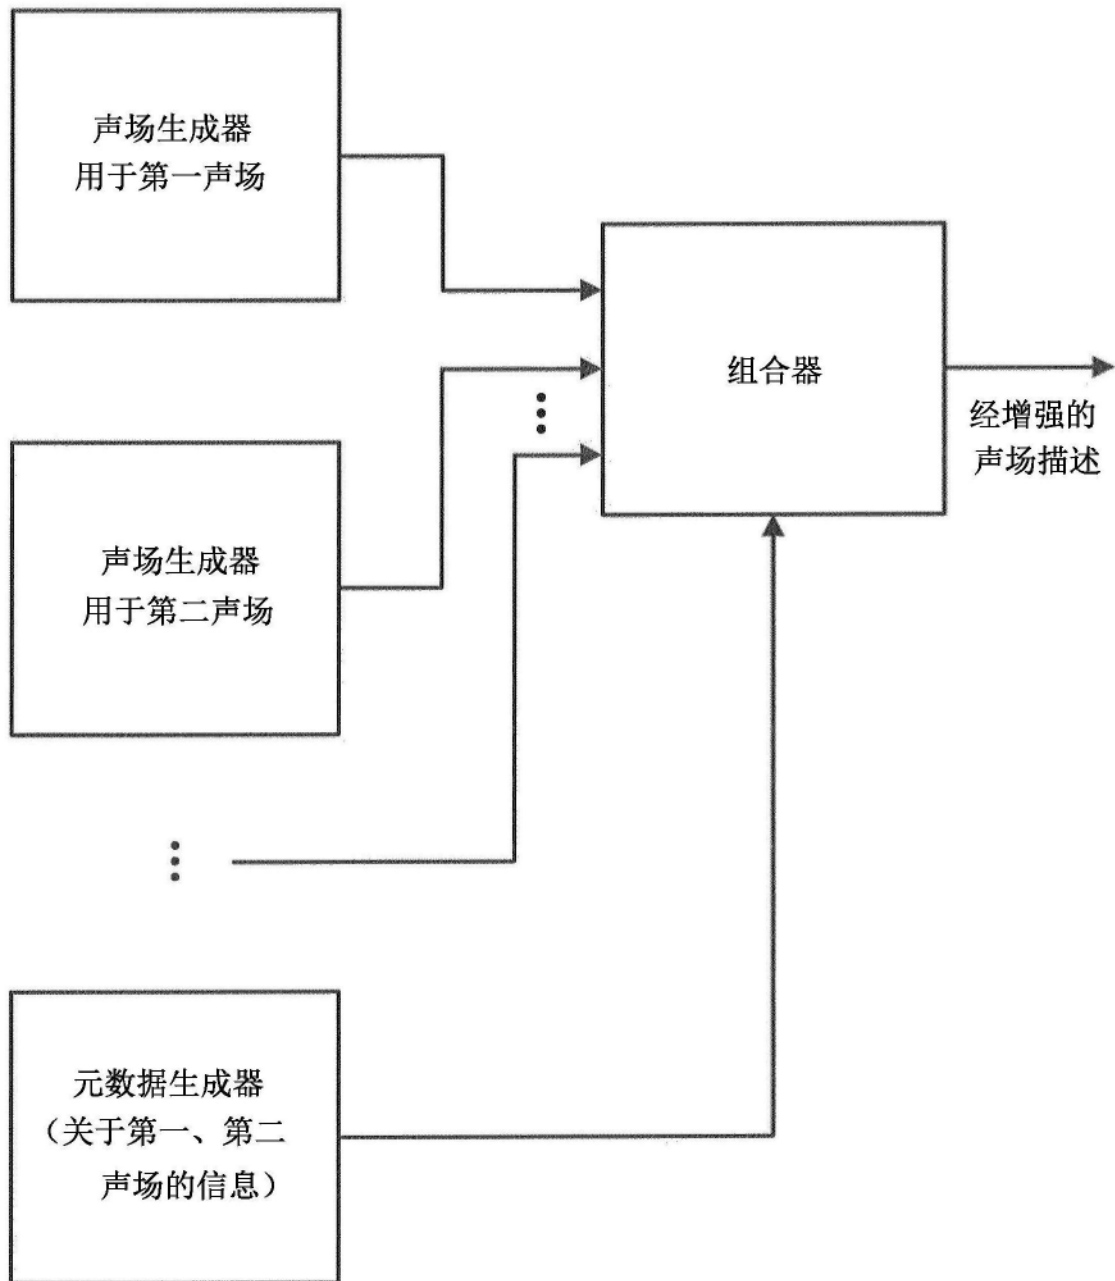 声场生成器
用于第一声场
组合器
经增强的
声场描述
声场生成器
用于第二声场
元数据生成器
(关于第一、第二
声场的信息)